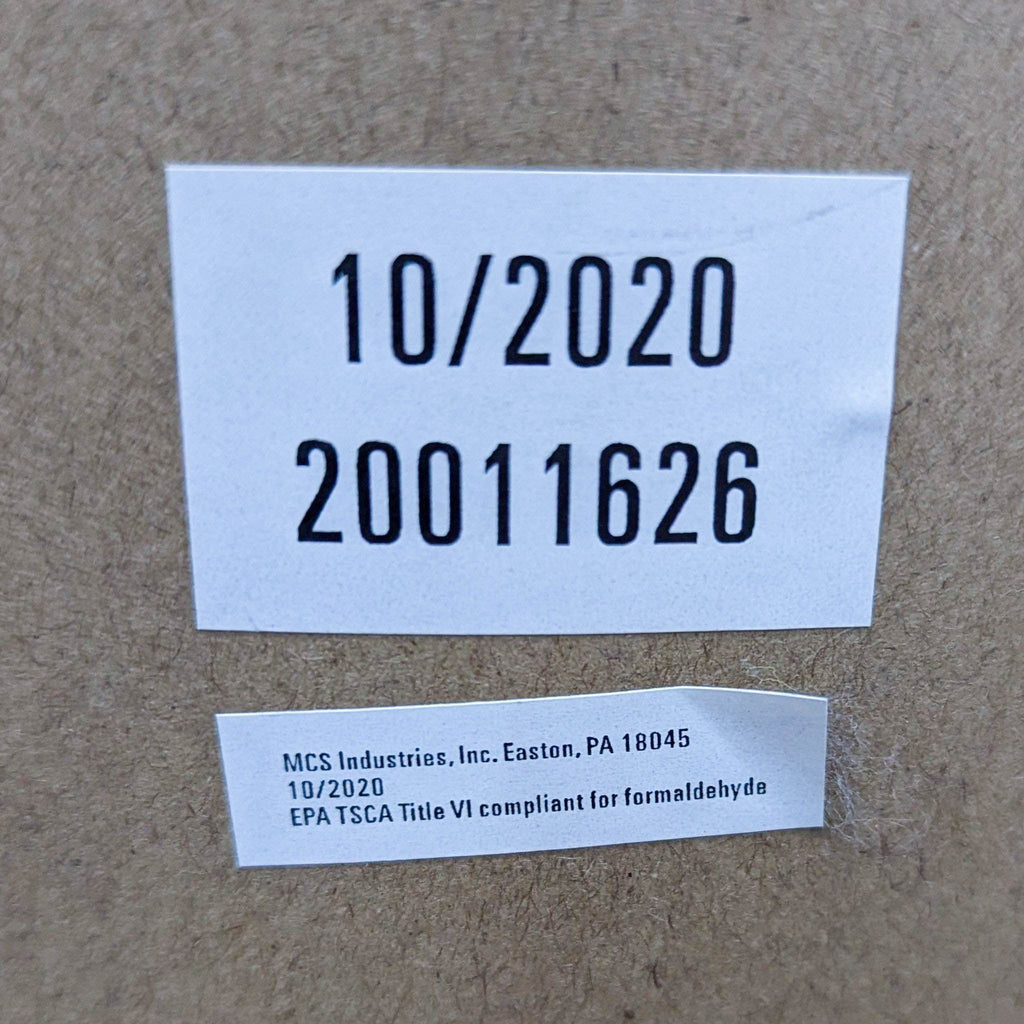 10/2020
20011626
MCS Industries, Inc. Easton, PA 18045
10/2020
EPA TSCA Title VI compliant for formaldehyde